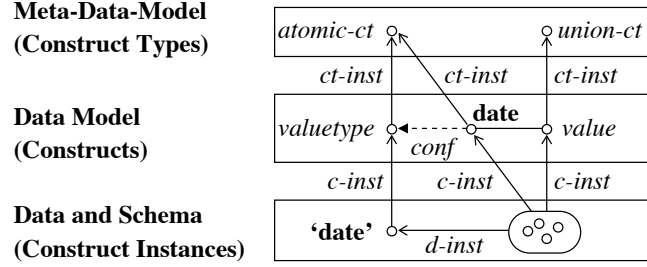 Meta-Data-Model
(Construct Types)
atomic-ct
union-ct
ct-inst
ct-inst
ct-inst
Data Model
(Constructs)
valuetype
date
value
conf
c-inst
c-inst
c-inst
Data and Schema
(Construct Instances)
‘date’
d-inst